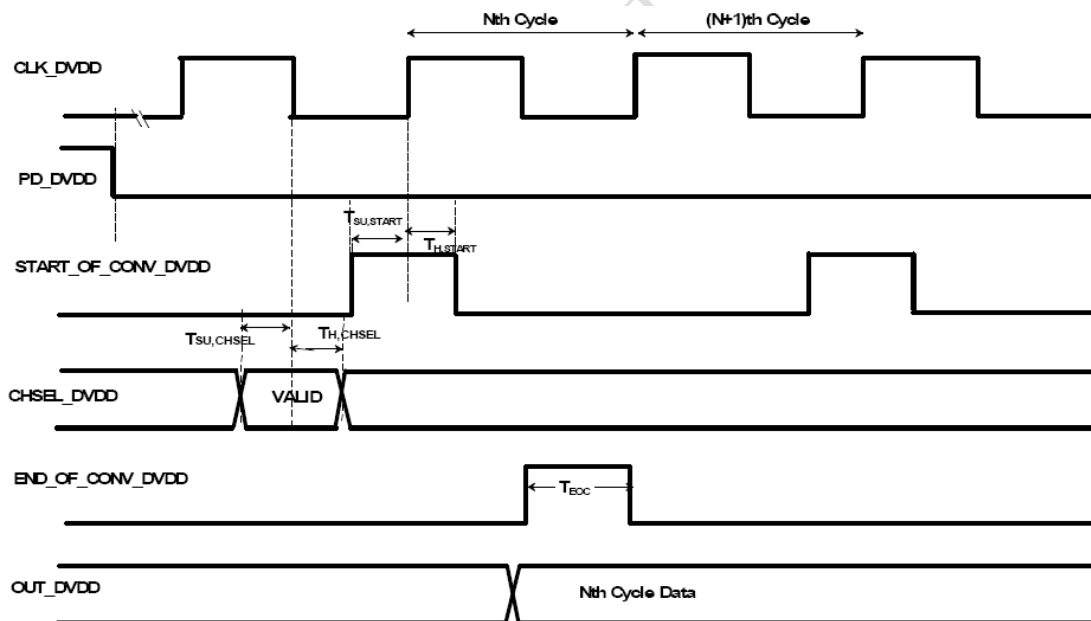 Nth Cycle
(N+1)th Cycle
CLK_DVDD
PD_DVDD
TSU,START
TH,START
START_OF_CONV_DVDD
TSU,CHSEL
TH,CHSEL
CHSEL_DVDD
VALID
END_OF_CONV_DVDD
TEOC
OUT_DVDD
Nth Cycle Data